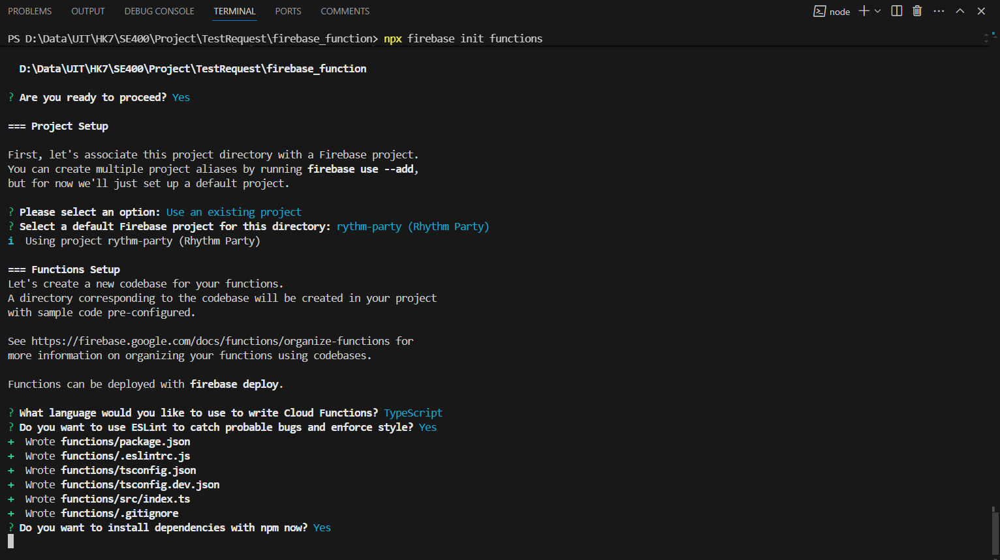 PROBLEMS OUTPUT DEBUG CONSOLE TERMINAL PORTS COMMENTS node
PS D:\Data\UIT\HK7\SE400\Project\TestRequest\firebase_function> npx firebase init functions
D:\Data\UIT\HK7\SE400\Project\TestRequest\firebase_function
? Are you ready to proceed? Yes
=== Project Setup
First, let's associate this project directory with a Firebase project.
You can create multiple project aliases by running firebase use --add,
but for now we'll just set up a default project.
? Please select an option: Use an existing project
? Select a default Firebase project for this directory: rythm-party (Rhythm Party)
i Using project rythm-party (Rhythm Party)
=== Functions Setup
Let's create a new codebase for your functions.
A directory corresponding to the codebase will be created in your project
with sample code pre-configured.
See https://firebase.google.com/docs/functions/organize-functions for
more information on organizing your functions using codebases.
Functions can be deployed with firebase deploy.
? What language would you like to use to write Cloud Functions? TypeScript
? Do you want to use ESLint to catch probable bugs and enforce style? Yes
+ Wrote functions/package.json
+ Wrote functions/.eslintrc.js
+ Wrote functions/tsconfig.json
+ Wrote functions/tsconfig.dev.json
+ Wrote functions/src/index.ts
+ Wrote functions/.gitignore
? Do you want to install dependencies with npm now? Yes